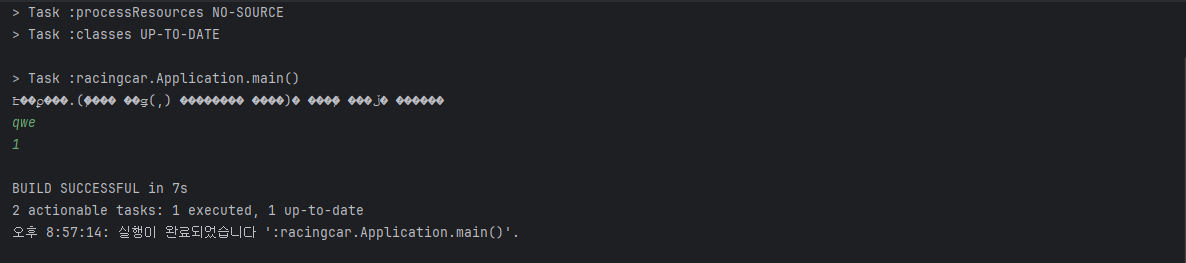 > Task :processResources NO-SOURCE
> Task :classes UP-TO-DATE
> Task :racingcar.Application.main()
.( (,) )
qwe
1
BUILD SUCCESSFUL in 7s
2 actionable tasks: 1 executed, 1 up-to-date
오후 8:57:14: 실행이 완료되었습니다 ':racingcar.Application.main()'.